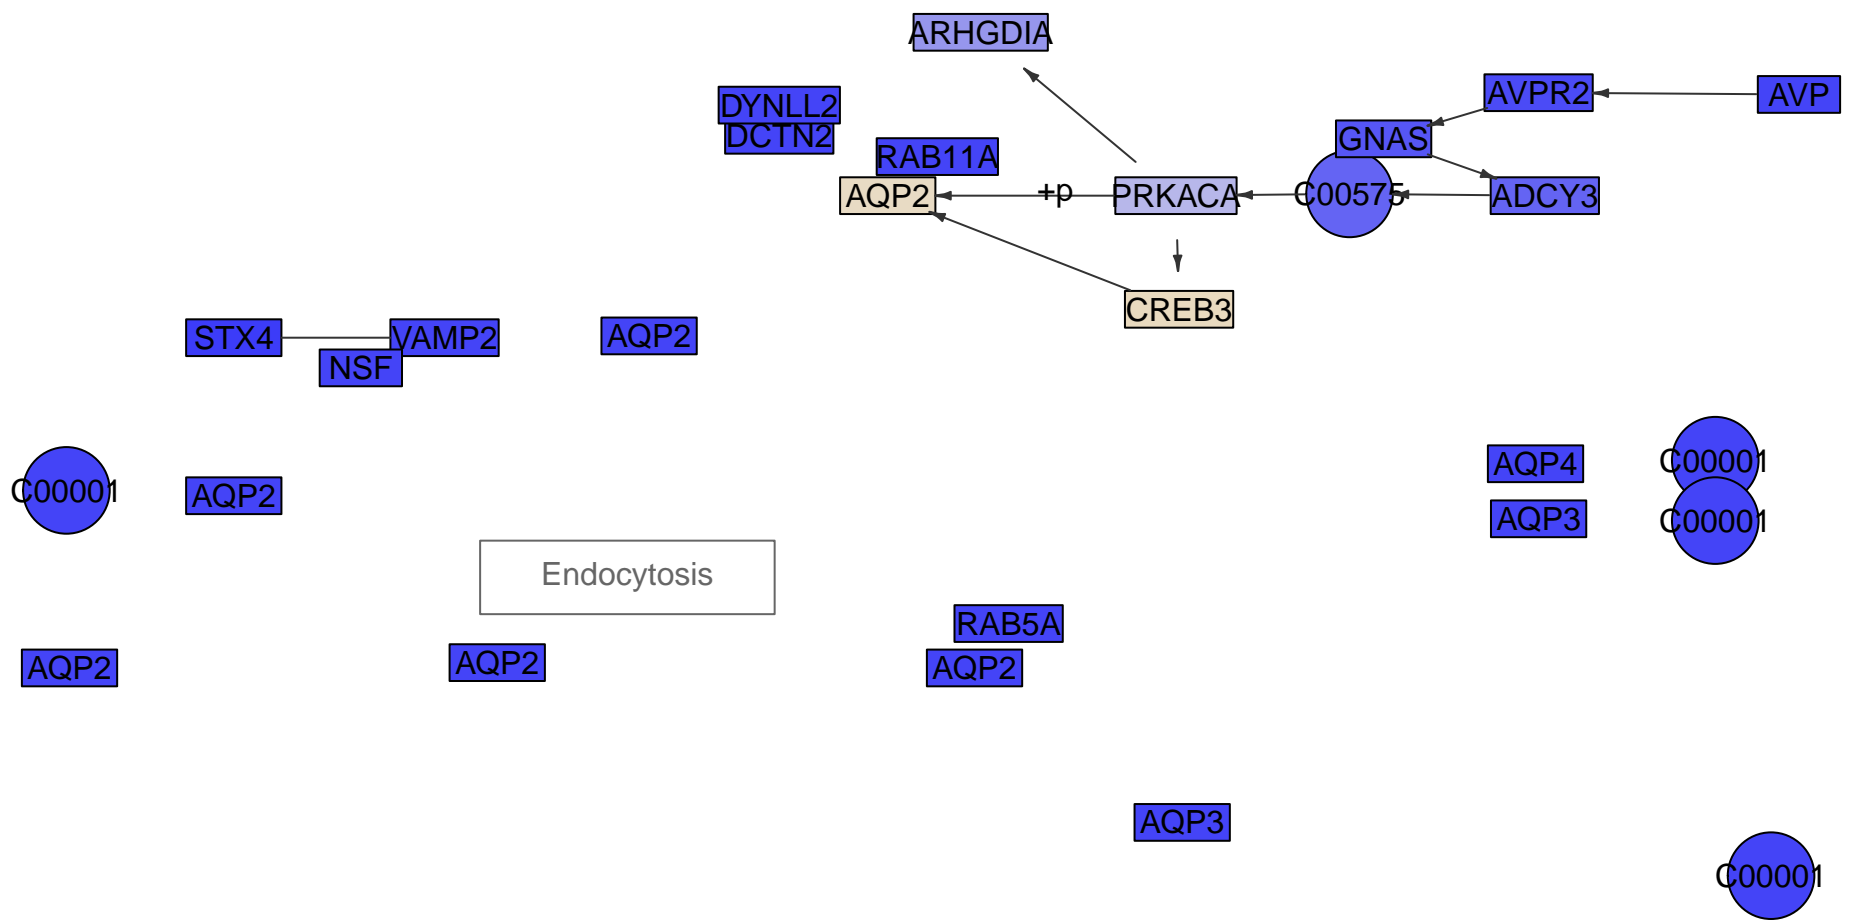 ARHGDIA
AVPR2
AVP
DYNLL2
DCTN2
GNAS
RAB11A
AQP2
+p
PRKACA
C00575
ADCY3
CREB3
STX4
VAMP2
AQP2
NSF
C00001
AQP4
C00001
AQP2
AQP3
C00001
Endocytosis
RAB5A
AQP2
AQP2
AQP2
AQP3
C00001